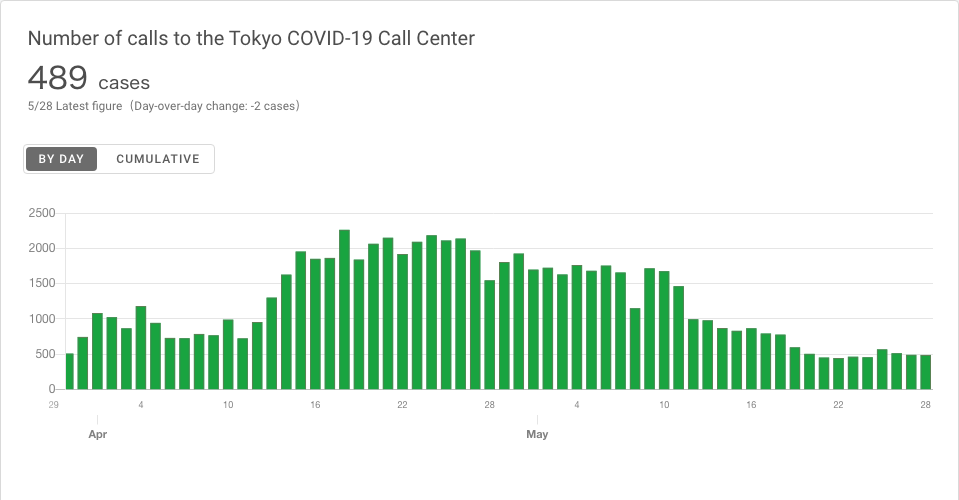 Number of calls to the Tokyo COVID-19 Call Center
489 cases
5/28 Latest figure（Day-over-day change: -2 cases）
BY DAY CUMULATIVE
2500
2000
1500
1000
500
0
29 4 10 16 22 28 4 10 16 22 28
Apr May